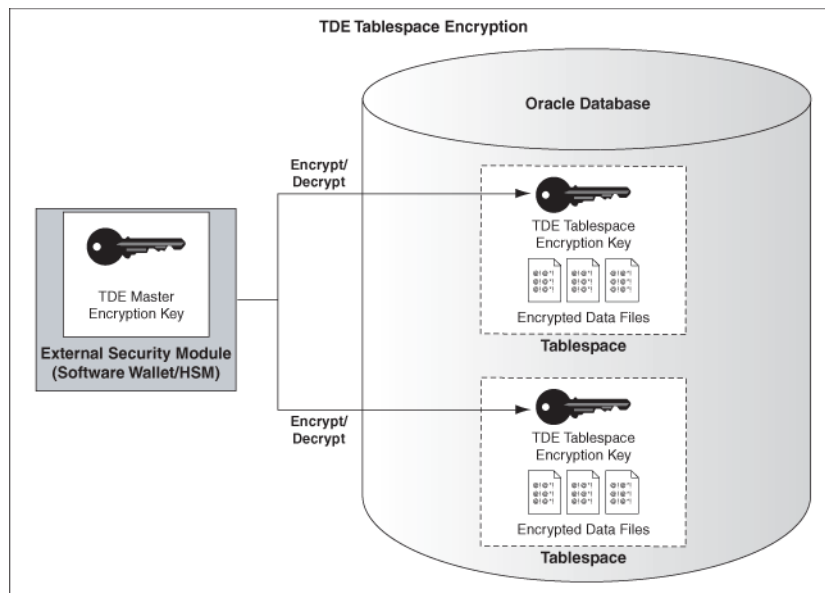 TDE Tablespace Encryption
Oracle Database
Encrypt/
Decrypt
TDE Master
Encryption Key
External Security Module
(Software Wallet/HSM)
TDE Tablespace
Encryption Key
Encrypted Data Files
Tablespace
Encrypt/
Decrypt
TDE Tablespace
Encryption Key
Encrypted Data Files
Tablespace